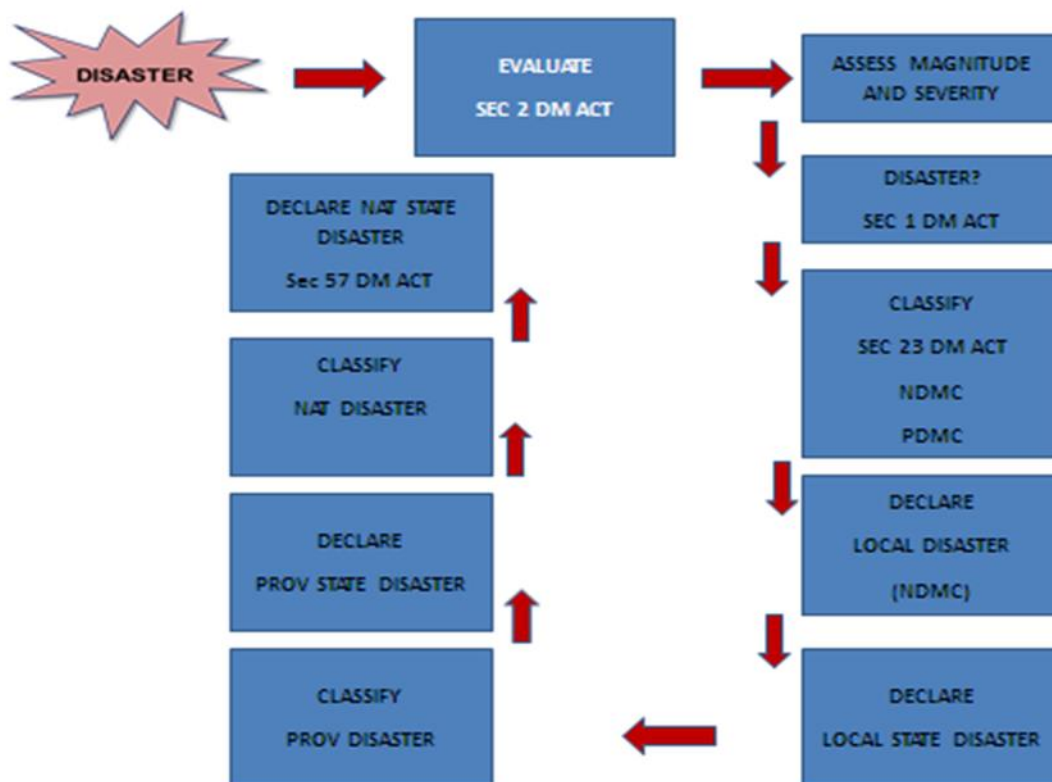 DISASTER
EVALUATE
SEC 2 DM ACT
ASSESS MAGNITUDE
AND SEVERITY
DISASTER?
SEC 1 DM ACT
CLASSIFY
SEC 23 DM ACT
NDMC
PDMC
DECLARE
LOCAL DISASTER
(NDMC)
DECLARE
LOCAL STATE DISASTER
CLASSIFY
PROV DISASTER
DECLARE
PROV STATE DISASTER
CLASSIFY
NAT DISASTER
DECLARE NAT STATE
DISASTER
Sec 57 DM ACT